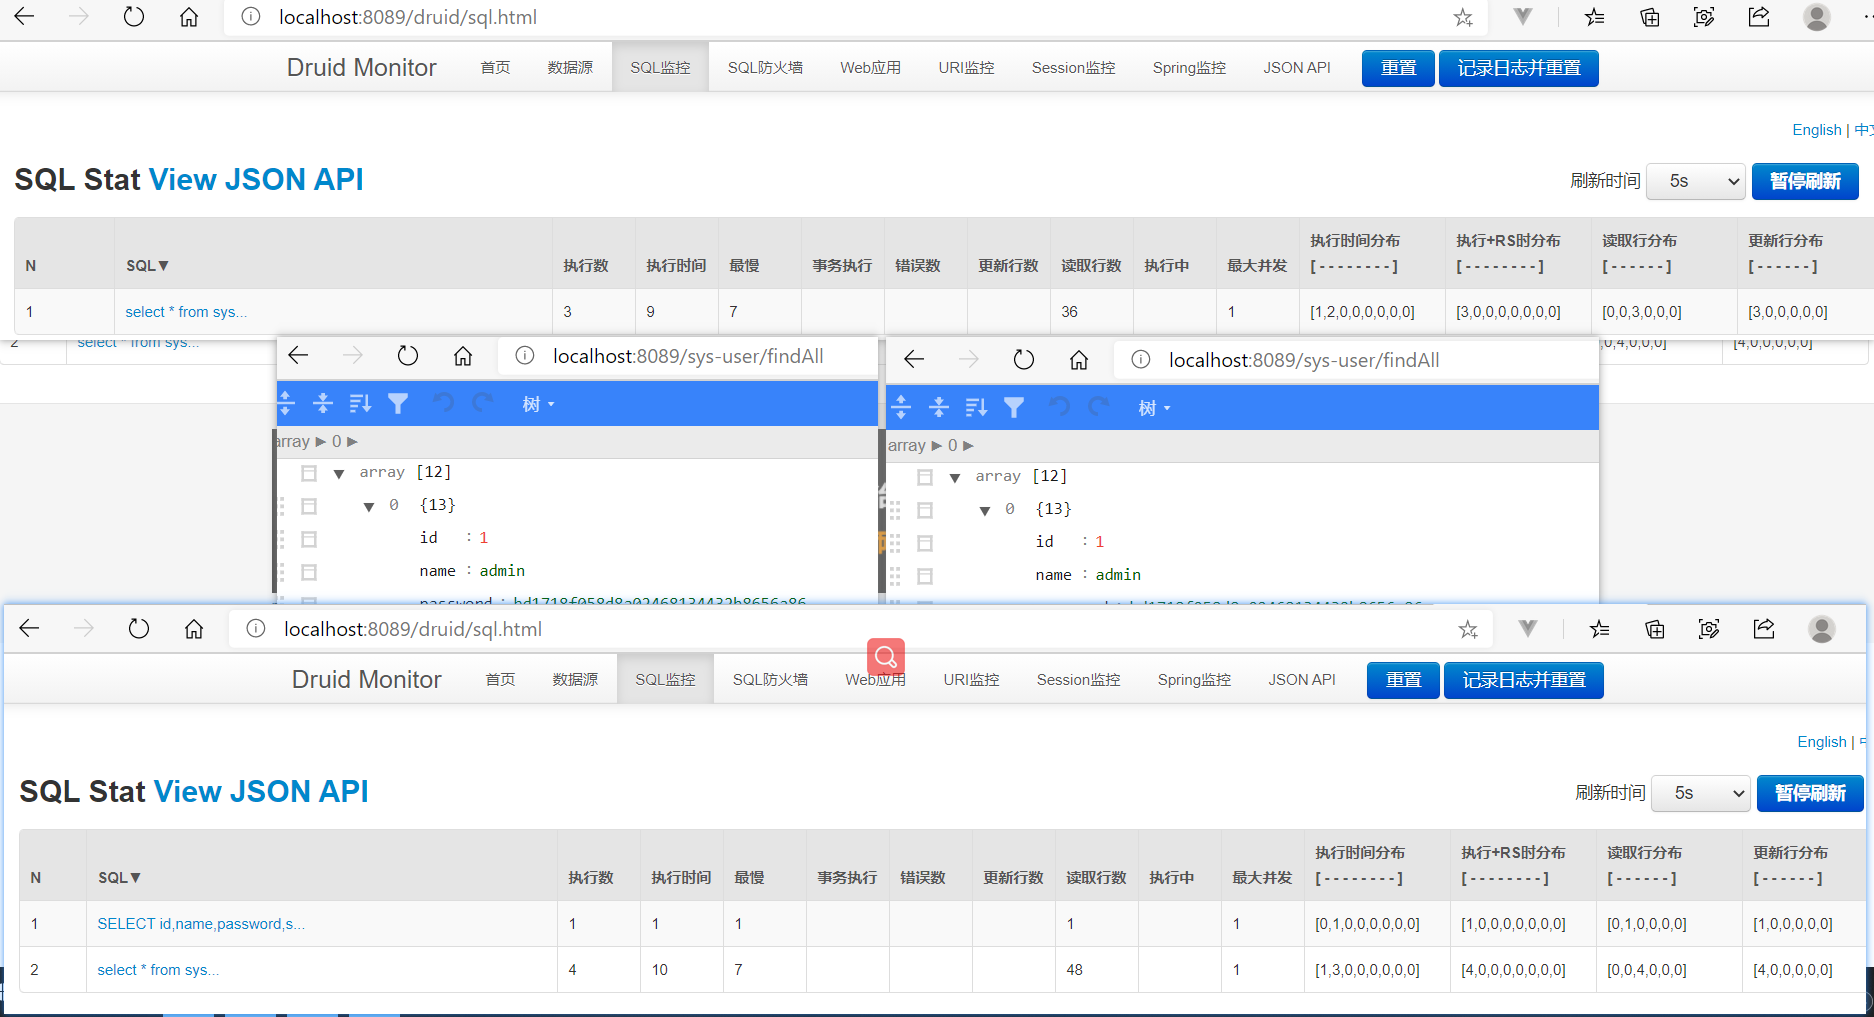 localhost:8089/druid/sql.html
Druid Monitor 首页 数据源 SQL监控 SQL防火墙 Web应用 URI监控 Session监控 Spring监控 JSON API 重置 记录日志并重置
English | 中文
SQL Stat View JSON API 刷新时间 5s 暂停刷新
N SQL▼ 执行数 执行时间 最慢 事务执行 错误数 更新行数 读取行数 执行中 最大并发 执行时间分布 [--------] 执行+RS时分布 [--------] 读取行分布 [------] 更新行分布 [------]
1 select * from sys... 3 9 7 36 1 [1,2,0,0,0,0,0,0] [3,0,0,0,0,0,0,0] [0,0,3,0,0,0] [3,0,0,0,0,0]
2 select * from sys... ,0,4,0,0,0] [4,0,0,0,0,0]
localhost:8089/sys-user/findAll
树
array ▶ 0 ▶
array [12]
0 {13}
id : 1
name : admin
password : bd1718f058d8a02468134432b8656a86
localhost:8089/sys-user/findAll
树
array ▶ 0 ▶
array [12]
0 {13}
id : 1
name : admin
localhost:8089/druid/sql.html
Druid Monitor 首页 数据源 SQL监控 SQL防火墙 Web应用 URI监控 Session监控 Spring监控 JSON API 重置 记录日志并重置
English |
SQL Stat View JSON API 刷新时间 5s 暂停刷新
N SQL▼ 执行数 执行时间 最慢 事务执行 错误数 更新行数 读取行数 执行中 最大并发 执行时间分布 [--------] 执行+RS时分布 [--------] 读取行分布 [------] 更新行分布 [------]
1 SELECT id,name,password,s... 1 1 1 1 1 [0,1,0,0,0,0,0,0] [1,0,0,0,0,0,0,0] [0,1,0,0,0,0] [1,0,0,0,0,0]
2 select * from sys... 4 10 7 48 1 [1,3,0,0,0,0,0,0] [4,0,0,0,0,0,0,0] [0,0,4,0,0,0] [4,0,0,0,0,0]